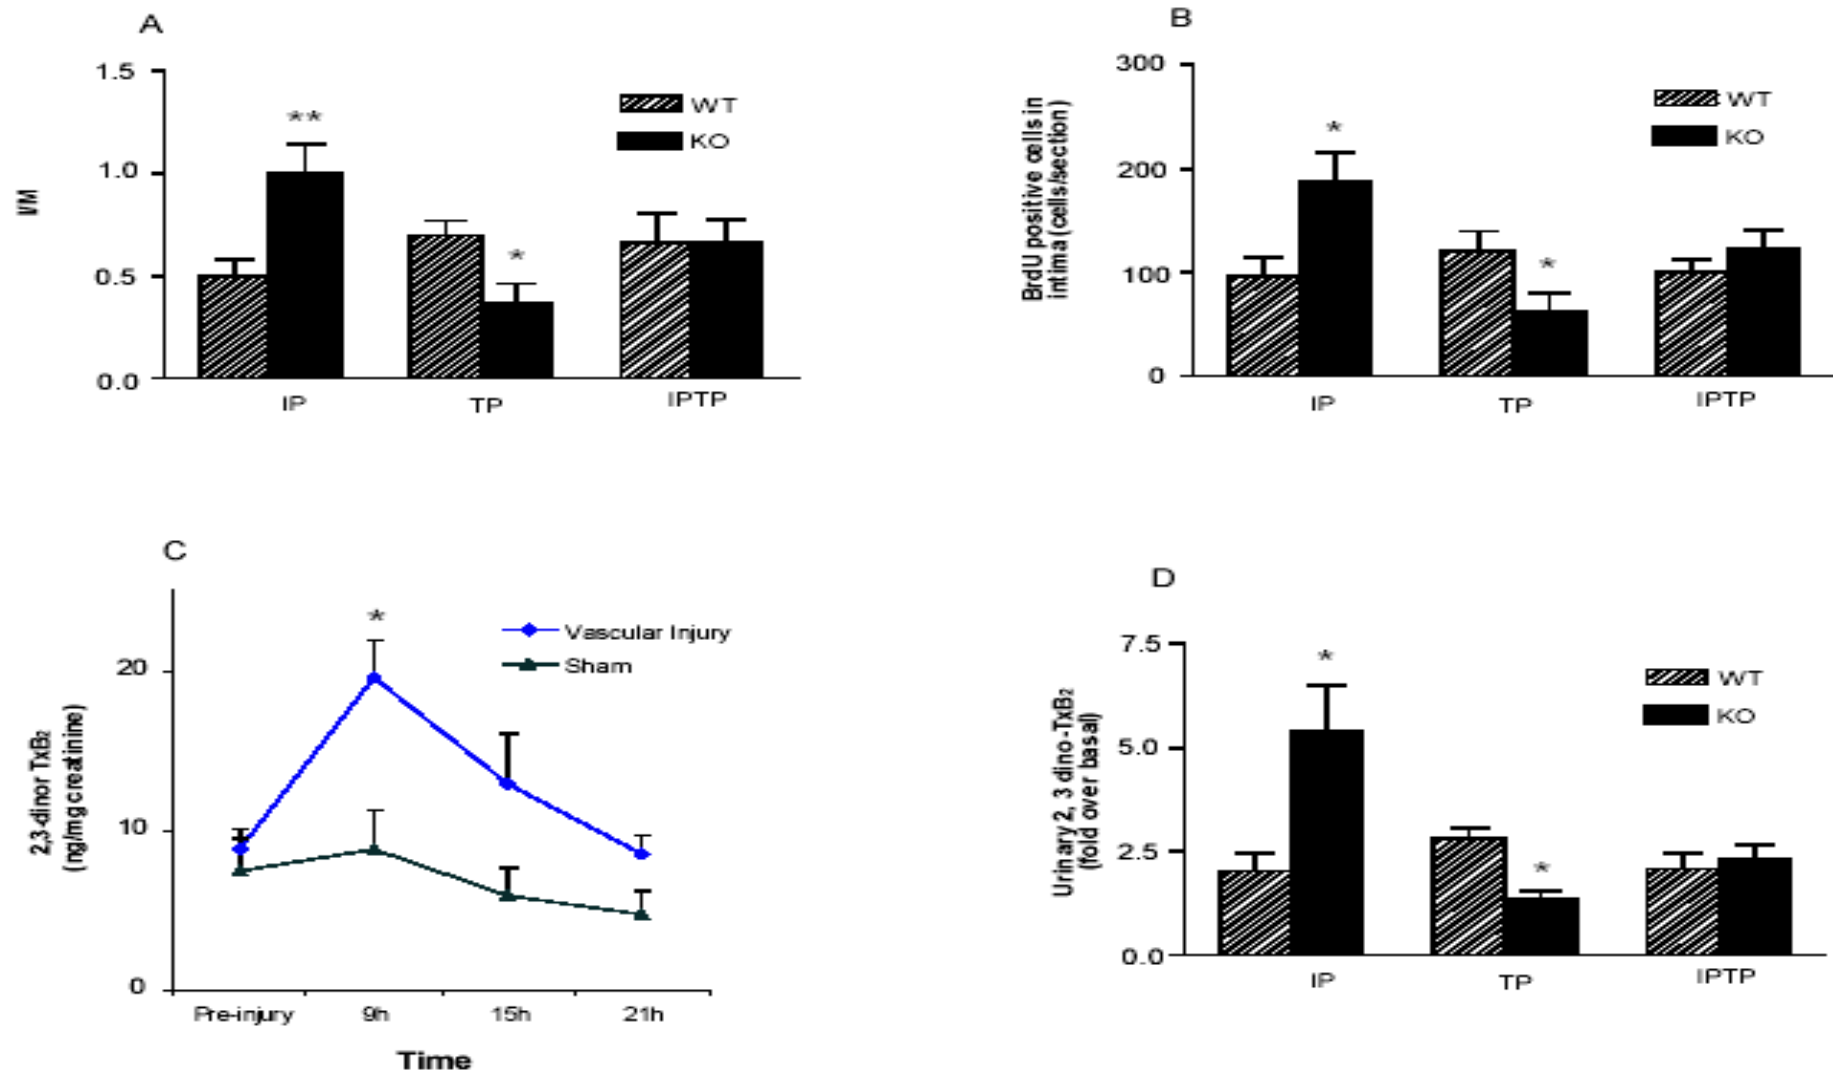 A
1.5
1.0
0.5
0.0
I/M
**
*
WT
KO
IP
TP
IPTP
B
300
200
100
0
BrdU positive cells in
intima (cells/section)
*
*
WT
KO
IP
TP
IPTP
C
20
10
0
2,3-dinor TxB₂
(ng/mg creatinine)
*
Vascular Injury
Sham
Pre-injury
9h
15h
21h
Time
D
7.5
5.0
2.5
0.0
Urinary 2, 3 dino-TxB₂
(fold over basal)
*
*
WT
KO
IP
TP
IPTP